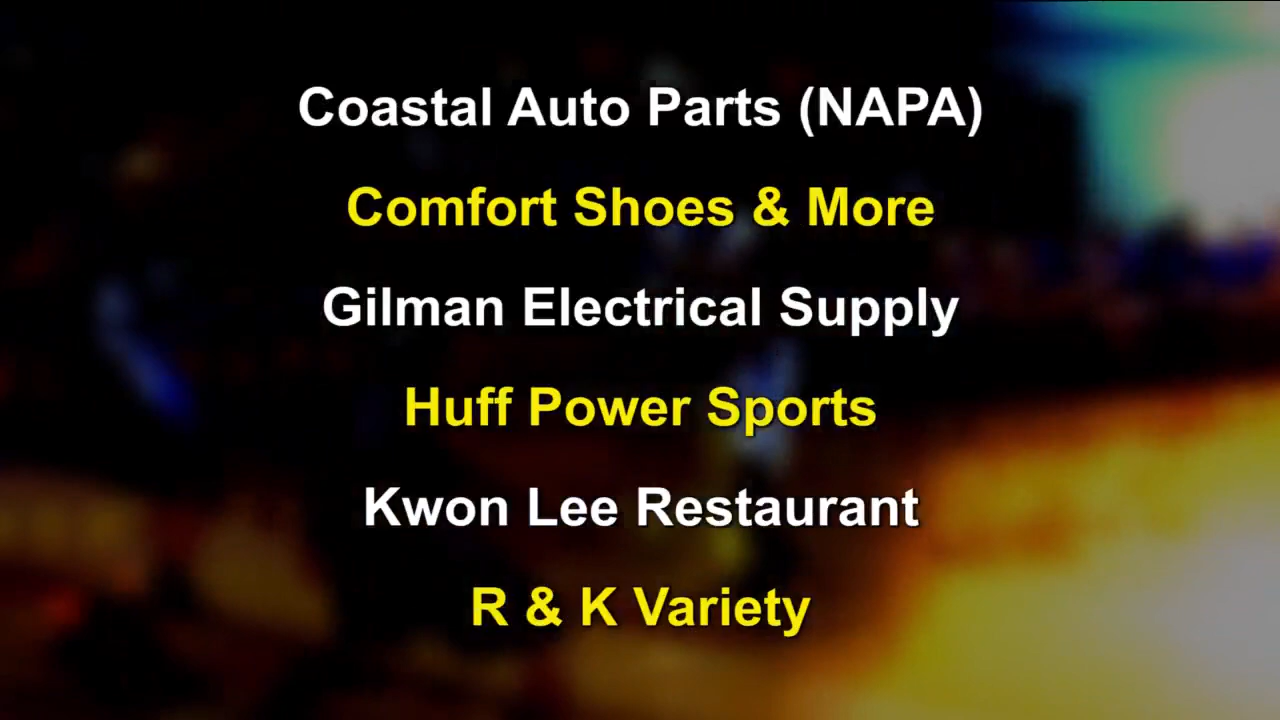 Coastal Auto Parts (NAPA)
Comfort Shoes & More
Gilman Electrical Supply
Huff Power Sports
Kwon Lee Restaurant
R & K Variety